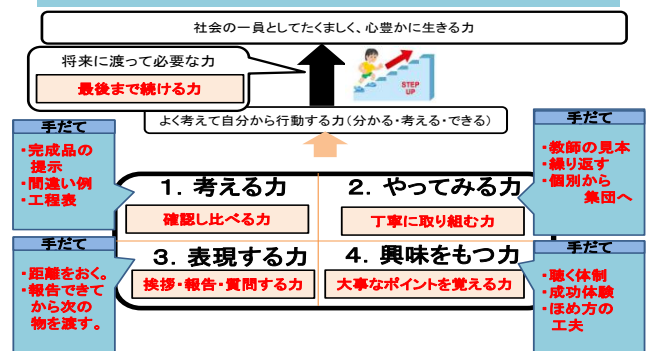 社会の一員としてたくましく、心豊かに生きる力
将来に渡って必要な力
最後まで続ける力
STEP
UP
よく考えて自分から行動する力(分かる・考える・できる)
手だて
・完成品の
提示
・間違い例
・工程表
手だて
・教師の見本
・繰り返す
・個別から
集団へ
1. 考える力
確認し比べる力
2. やってみる力
丁寧に取り組む力
3. 表現する力
挨拶・報告・質問する力
4. 興味をもつ力
大事なポイントを覚える力
手だて
・距離をおく。
・報告できて
から次の
物を渡す。
手だて
・聴く体制
・成功体験
・ほめ方の
工夫